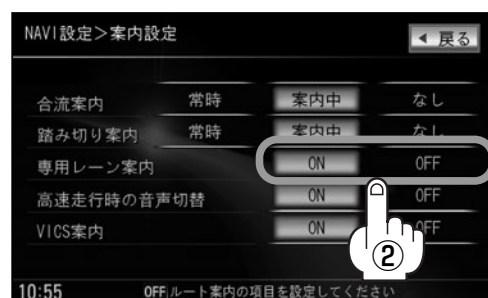 NAVI設定＞案内設定
◀ 戻る
合流案内 常時 案内中 なし
踏み切り案内 常時 案内中 なし
専用レーン案内 ON OFF
高速走行時の音声切替 ON OFF
VICS案内 ON OFF
②
10:55 OFF ルート案内の項目を設定してください